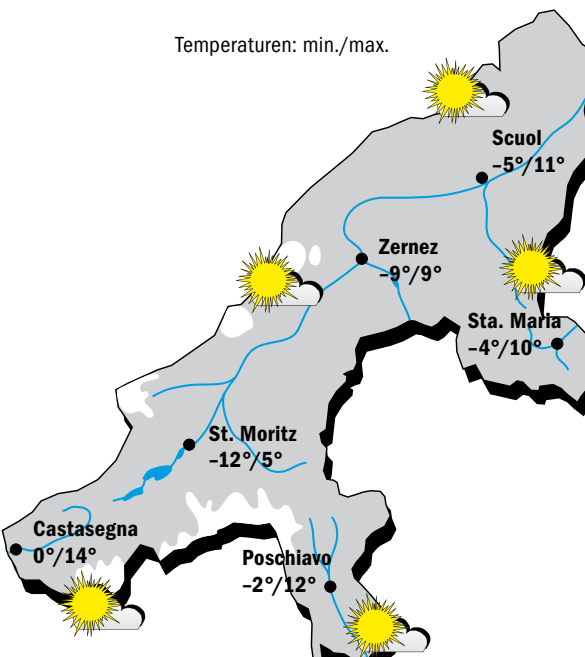 Temperaturen: min./max.
Scuol
–5°/11°
Zernez
–9°/9°
Sta. Maria
–4°/10°
St. Moritz
–12°/5°
Castasegna
0°/14°
Poschiavo
–2°/12°